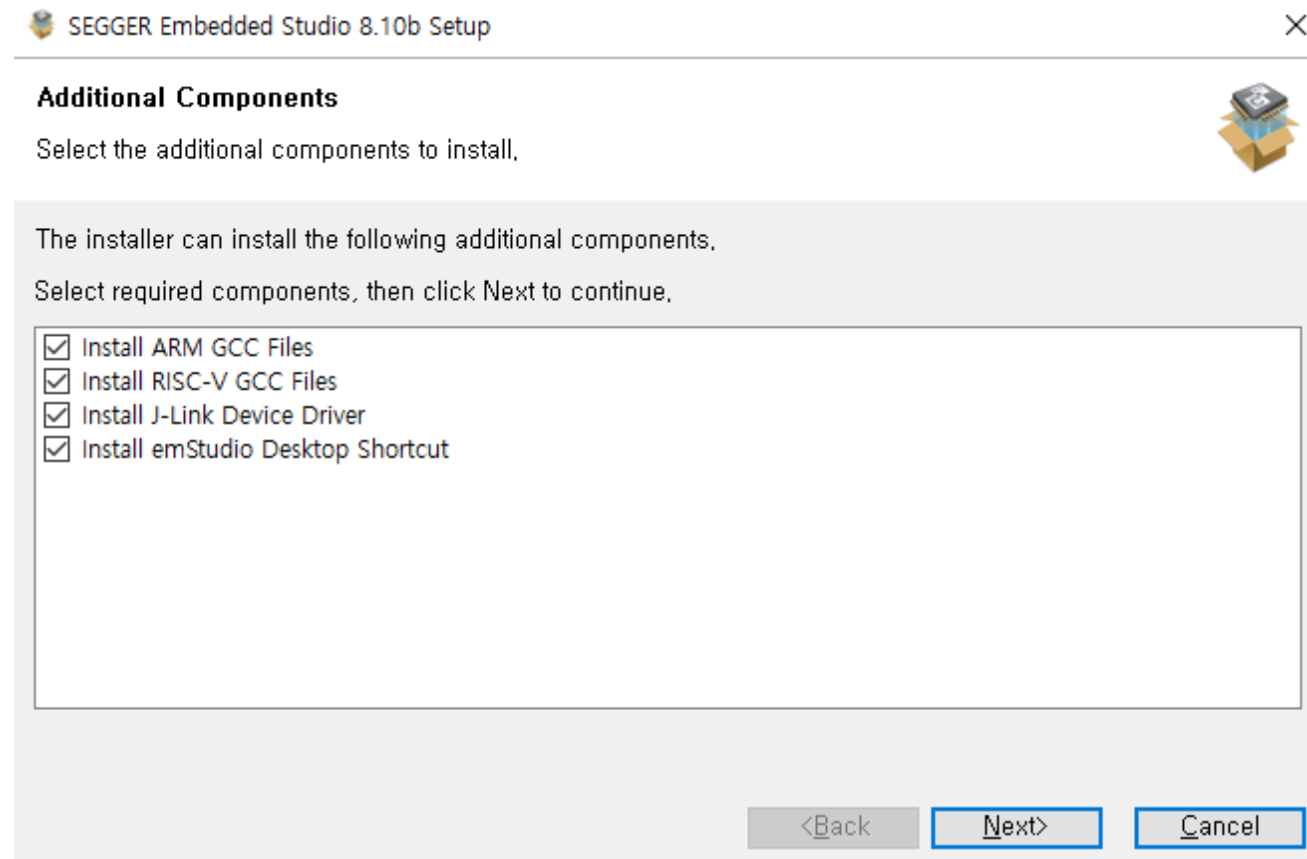 SEGGER Embedded Studio 8.10b Setup
Additional Components
Select the additional components to install.
The installer can install the following additional components.
Select required components, then click Next to continue.
Install ARM GCC Files
Install RISC-V GCC Files
Install J-Link Device Driver
Install emStudio Desktop Shortcut
<Back Next> Cancel